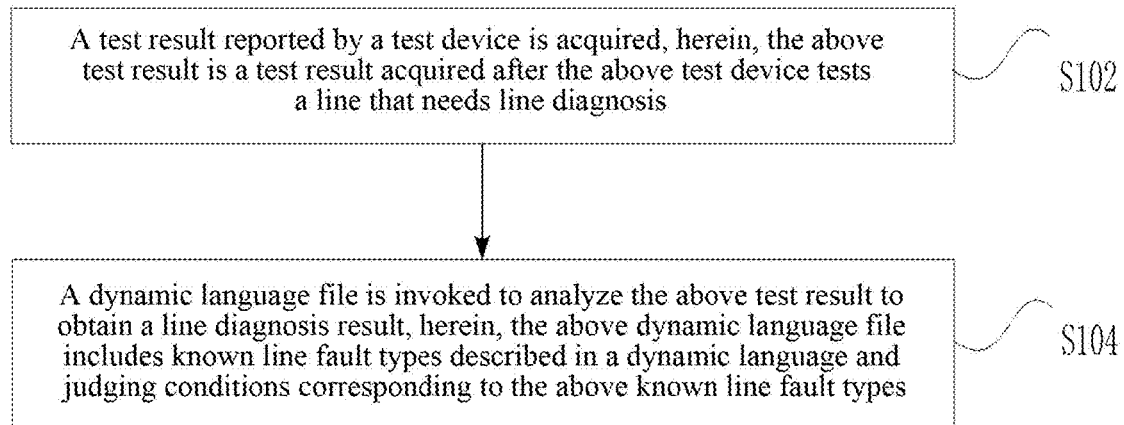 A test result reported by a test device is acquired, herein, the above
test result is a test result acquired after the above test device tests
a line that needs line diagnosis
S102
A dynamic language file is invoked to analyze the above test result to
obtain a line diagnosis result, herein, the above dynamic language file
includes known line fault types described in a dynamic language and
judging conditions corresponding to the above known line fault types
S104